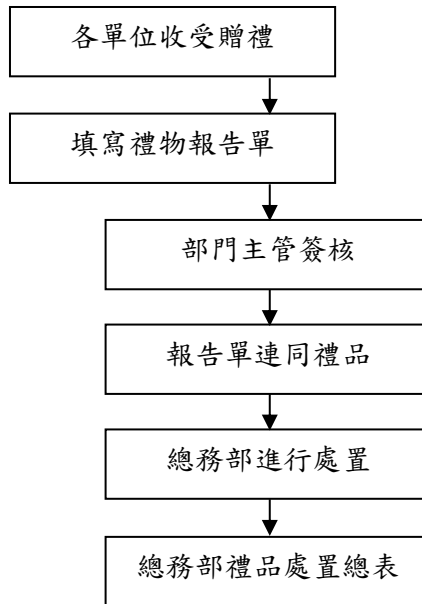 各單位收受贈禮
填寫禮物報告單
部門主管簽核
報告單連同禮品
總務部進行處置
總務部禮品處置總表